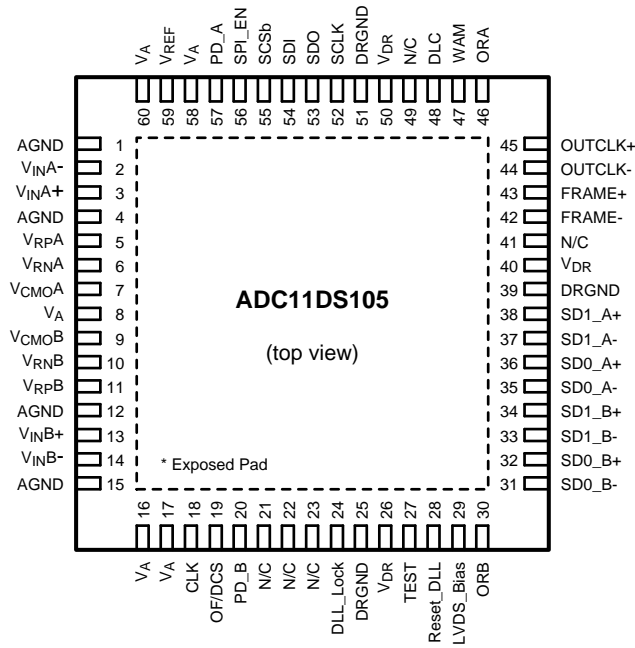 VA VREF VA PD_A SPI_EN SCSb SDI SDO SCLK DRGND VDR N/C DLC WAM ORA
60 59 58 57 56 55 54 53 52 51 50 49 48 47 46
AGND 1
VINA- 2
VINA+ 3
AGND 4
VRPA 5
VRNA 6
VCMOA 7
VA 8
VCMOB 9
VRNB 10
VRPB 11
AGND 12
VINB+ 13
VINB- 14
AGND 15
ADC11DS105
(top view)
* Exposed Pad
45 OUTCLK+
44 OUTCLK-
43 FRAME+
42 FRAME-
41 N/C
40 VDR
39 DRGND
38 SD1_A+
37 SD1_A-
36 SD0_A+
35 SD0_A-
34 SD1_B+
33 SD1_B-
32 SD0_B+
31 SD0_B-
16 17 18 19 20 21 22 23 24 25 26 27 28 29 30
VA VA CLK OF/DCS PD_B N/C N/C N/C DLL_Lock DRGND VDR TEST Reset_DLL LVDS_Bias ORB